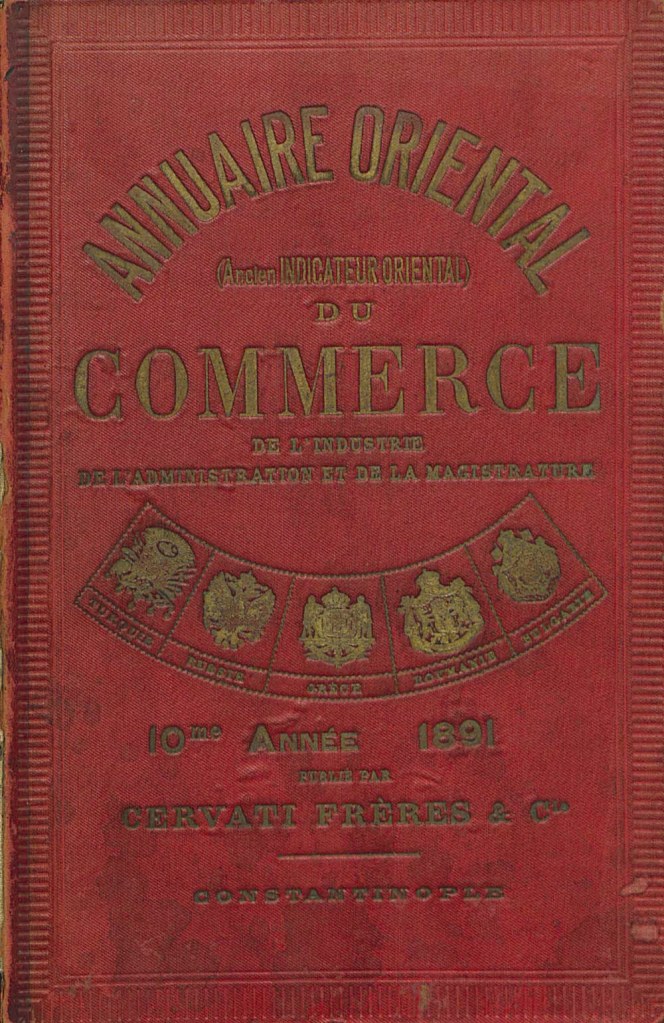 ANNUAIRE ORIENTAL
(Ancien INDICATEUR ORIENTAL)
DU
COMMERCE
DE L'INDUSTRIE
DE L'ADMINISTRATION ET DE LA MAGISTRATURE
TURQUIE
RUSSIE
GRÈCE
ROUMANIE
BULGARIE
10me ANNÉE 1891
PUBLIÉ PAR
CERVATI FRÈRES & Cie
CONSTANTINOPLE